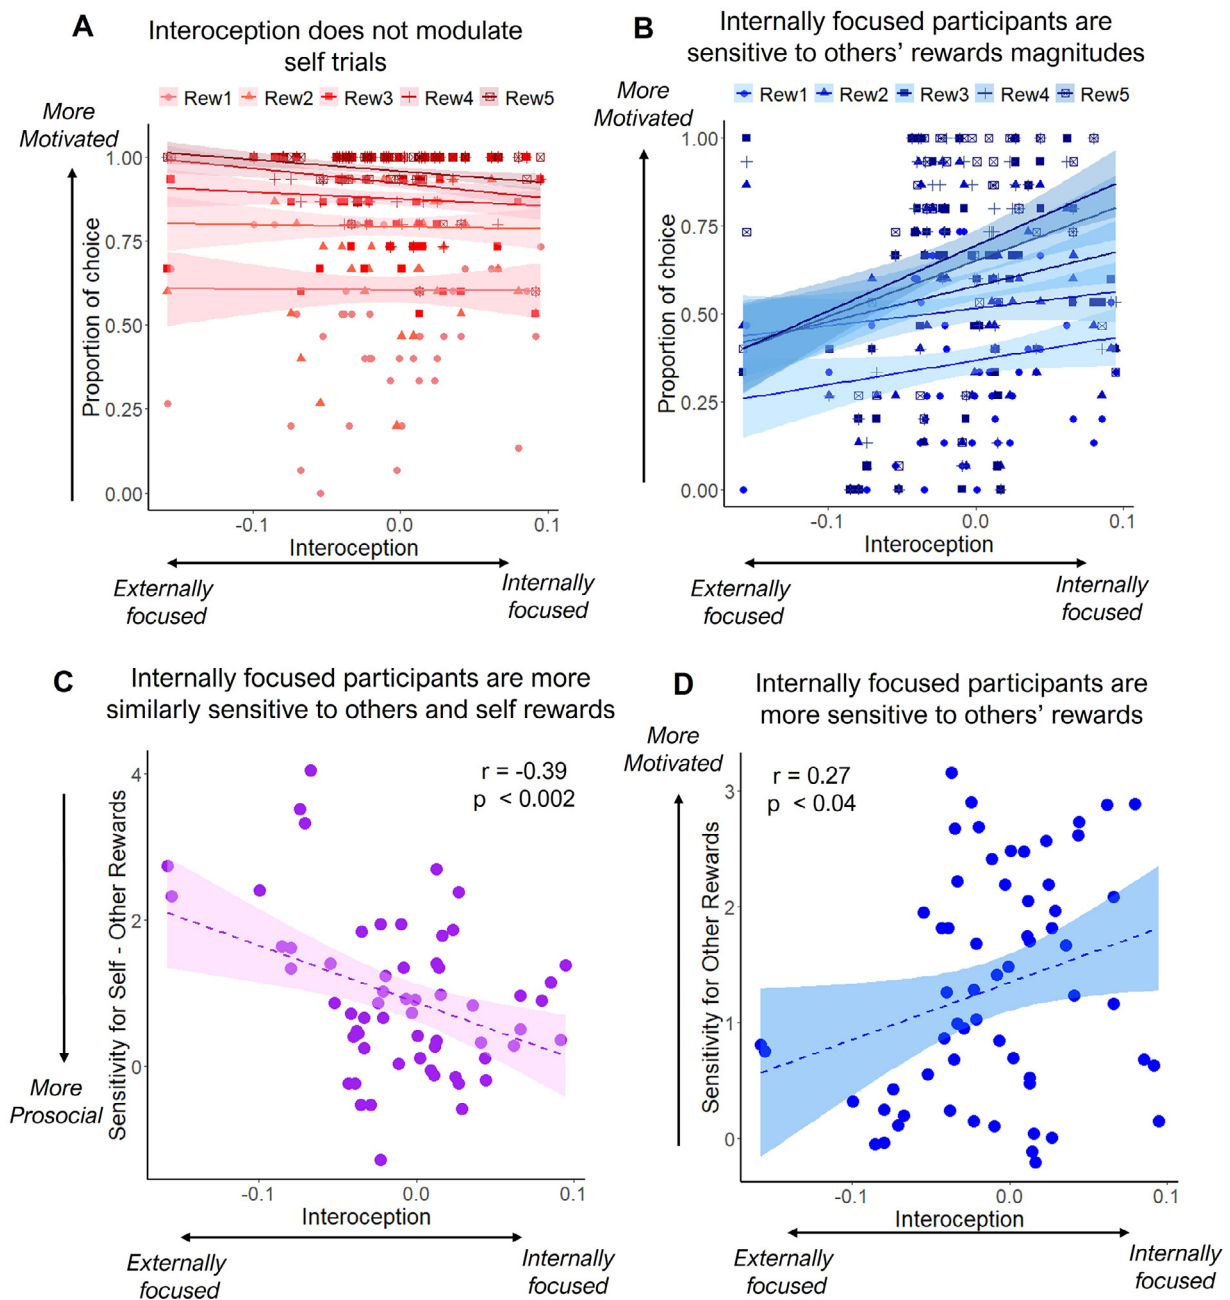 A
Interoception does not modulate
self trials
Rew1 Rew2 Rew3 Rew4 Rew5
More
Motivated
Proportion of choice
1.00
0.75
0.50
0.25
0.00
-0.1 0.0 0.1
Interoception
Externally
focused
Internally
focused
B
Internally focused participants are
sensitive to others' rewards magnitudes
Rew1 Rew2 Rew3 Rew4 Rew5
More
Motivated
Proportion of choice
1.00
0.75
0.50
0.25
0.00
-0.1 0.0 0.1
Interoception
Externally
focused
Internally
focused
C
Internally focused participants are more
similarly sensitive to others and self rewards
r = -0.39
p < 0.002
More
Prosocial
Sensitivity for Self - Other Rewards
4
2
0
-0.1 0.0 0.1
Interoception
Externally
focused
Internally
focused
D
Internally focused participants are
more sensitive to others' rewards
More
Motivated
r = 0.27
p < 0.04
Sensitivity for Other Rewards
3
2
1
0
-0.1 0.0 0.1
Interoception
Externally
focused
Internally
focused